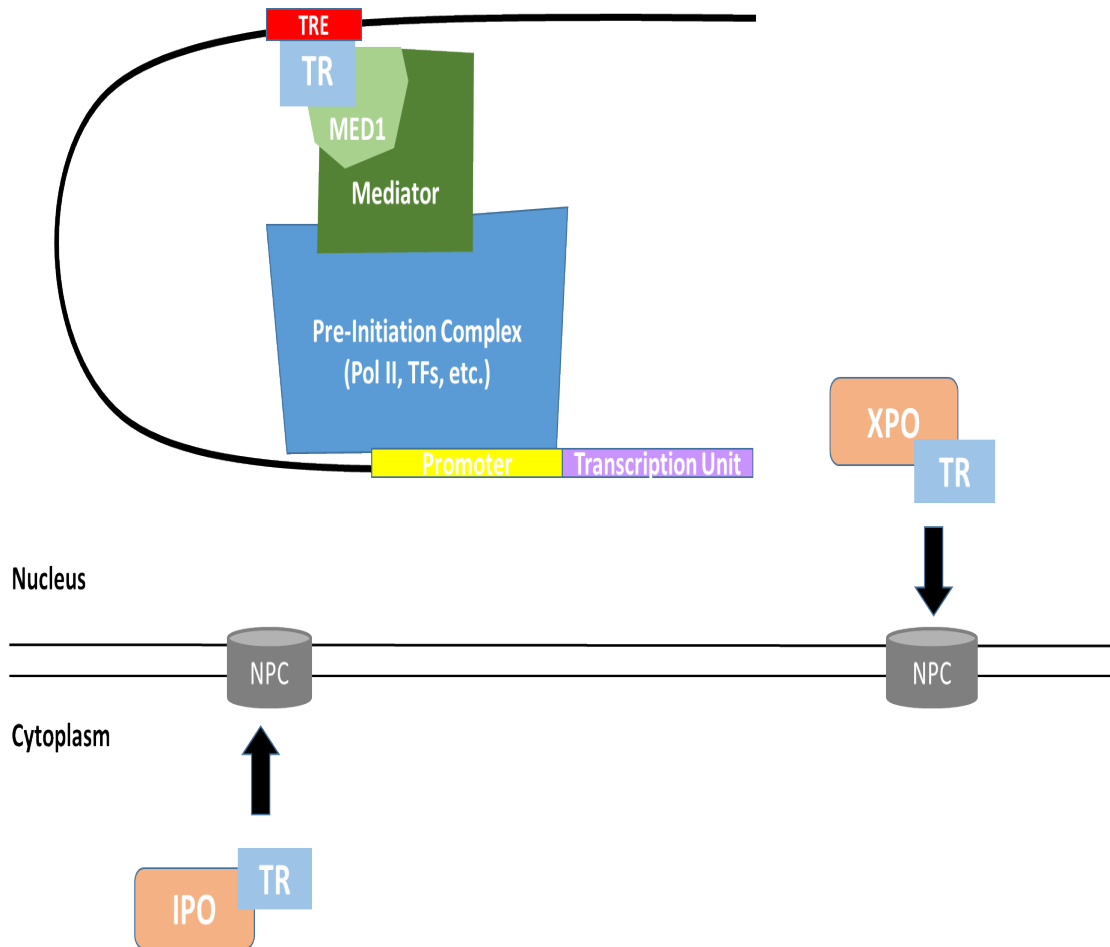 TRE
TR
MED1
Mediator
Pre-Initiation Complex
(Pol II, TFs, etc.)
Promoter
Transcription Unit
XPO
TR
Nucleus
NPC
NPC
Cytoplasm
TR
IPO